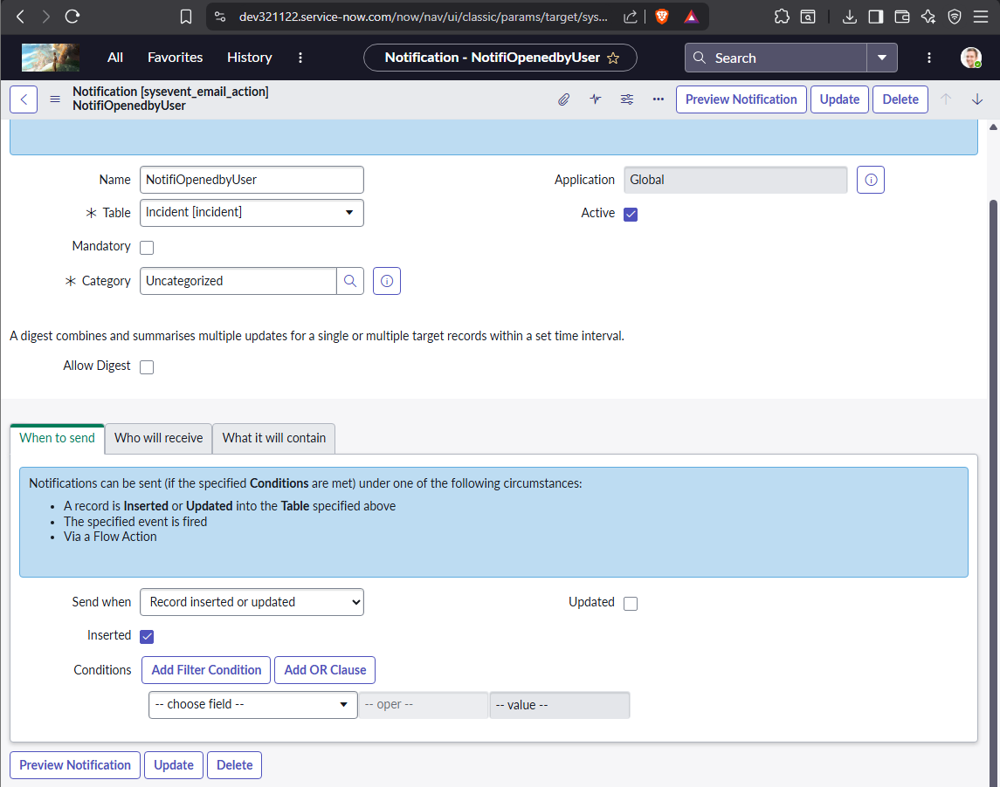 dev321122.service-now.com/now/nav/ui/classic/params/target/sys...
All Favorites History Notification - NotifiOpenedbyUser Search
Notification [sysevent_email_action]
NotifiOpenedbyUser
Preview Notification Update Delete
Name NotifiOpenedbyUser Application Global
Table Incident [incident] Active
Mandatory
Category Uncategorized
A digest combines and summarises multiple updates for a single or multiple target records within a set time interval.
Allow Digest
When to send Who will receive What it will contain
Notifications can be sent (if the specified Conditions are met) under one of the following circumstances:
• A record is Inserted or Updated into the Table specified above
• The specified event is fired
• Via a Flow Action
Send when Record inserted or updated Updated
Inserted
Conditions Add Filter Condition Add OR Clause
-- choose field -- -- oper -- -- value --
Preview Notification Update Delete